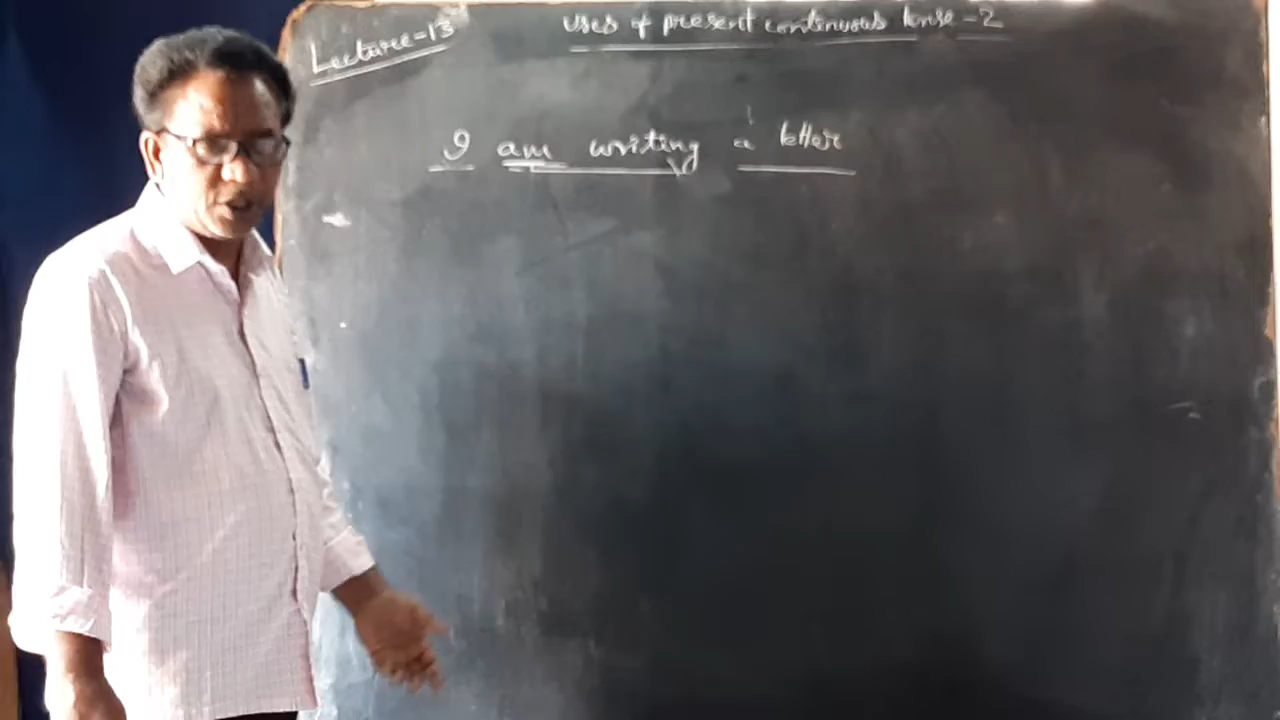 Lecture-13
uses of present continuous tense-2
I am writing a letter
V